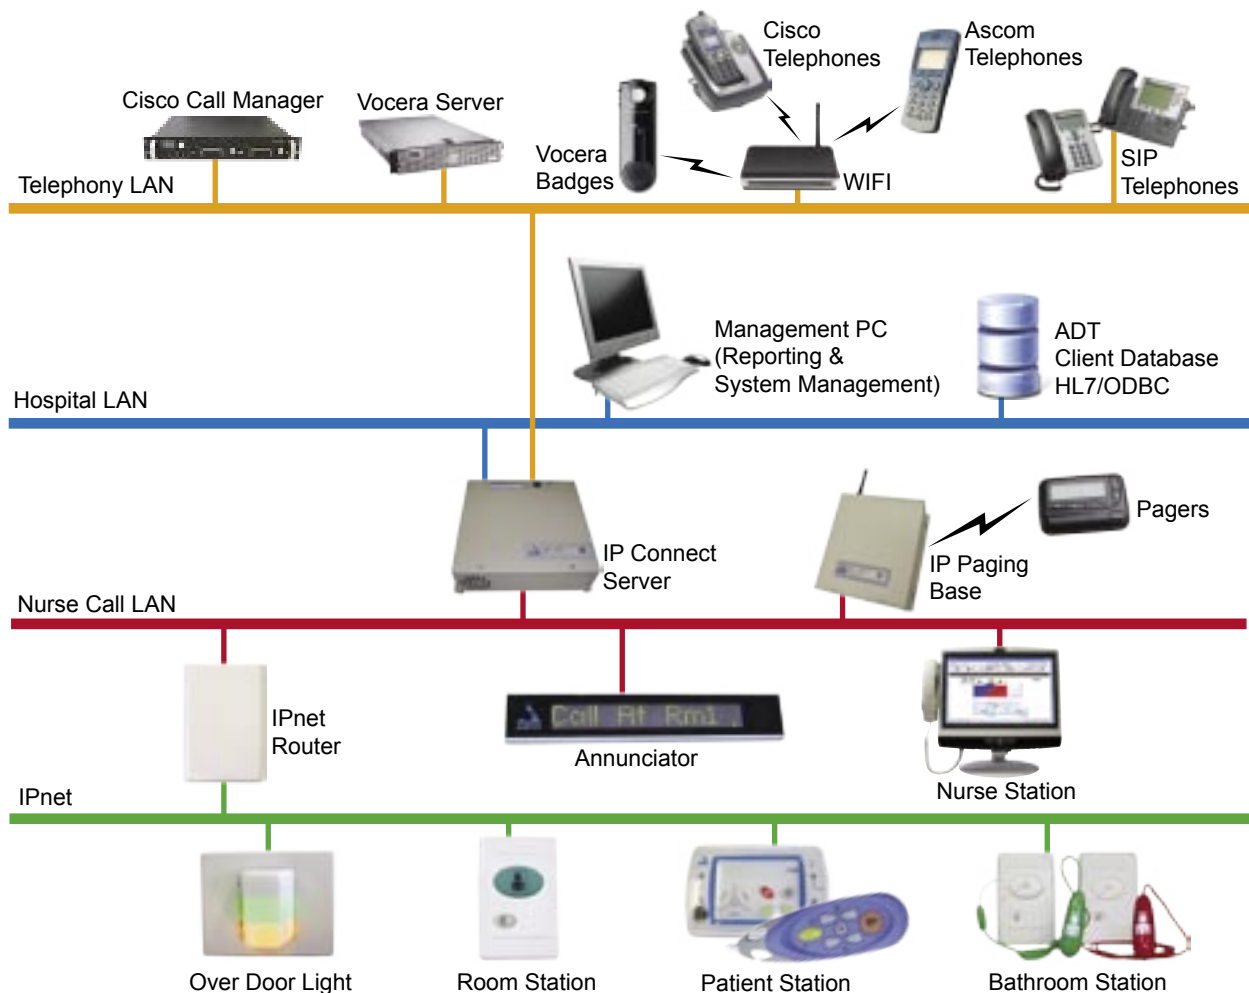 Cisco
Telephones
Ascom
Telephones
Cisco Call Manager
Vocera Server
Vocera
Badges
WIFI
SIP
Telephones
Telephony LAN
Management PC
(Reporting &
System Management)
ADT
Client Database
HL7/ODBC
Hospital LAN
IP Connect
Server
IP Paging
Base
Pagers
Nurse Call LAN
IPnet
Router
Call At Rm1.
Annunciator
Nurse Station
IPnet
Over Door Light
Room Station
Patient Station
Bathroom Station